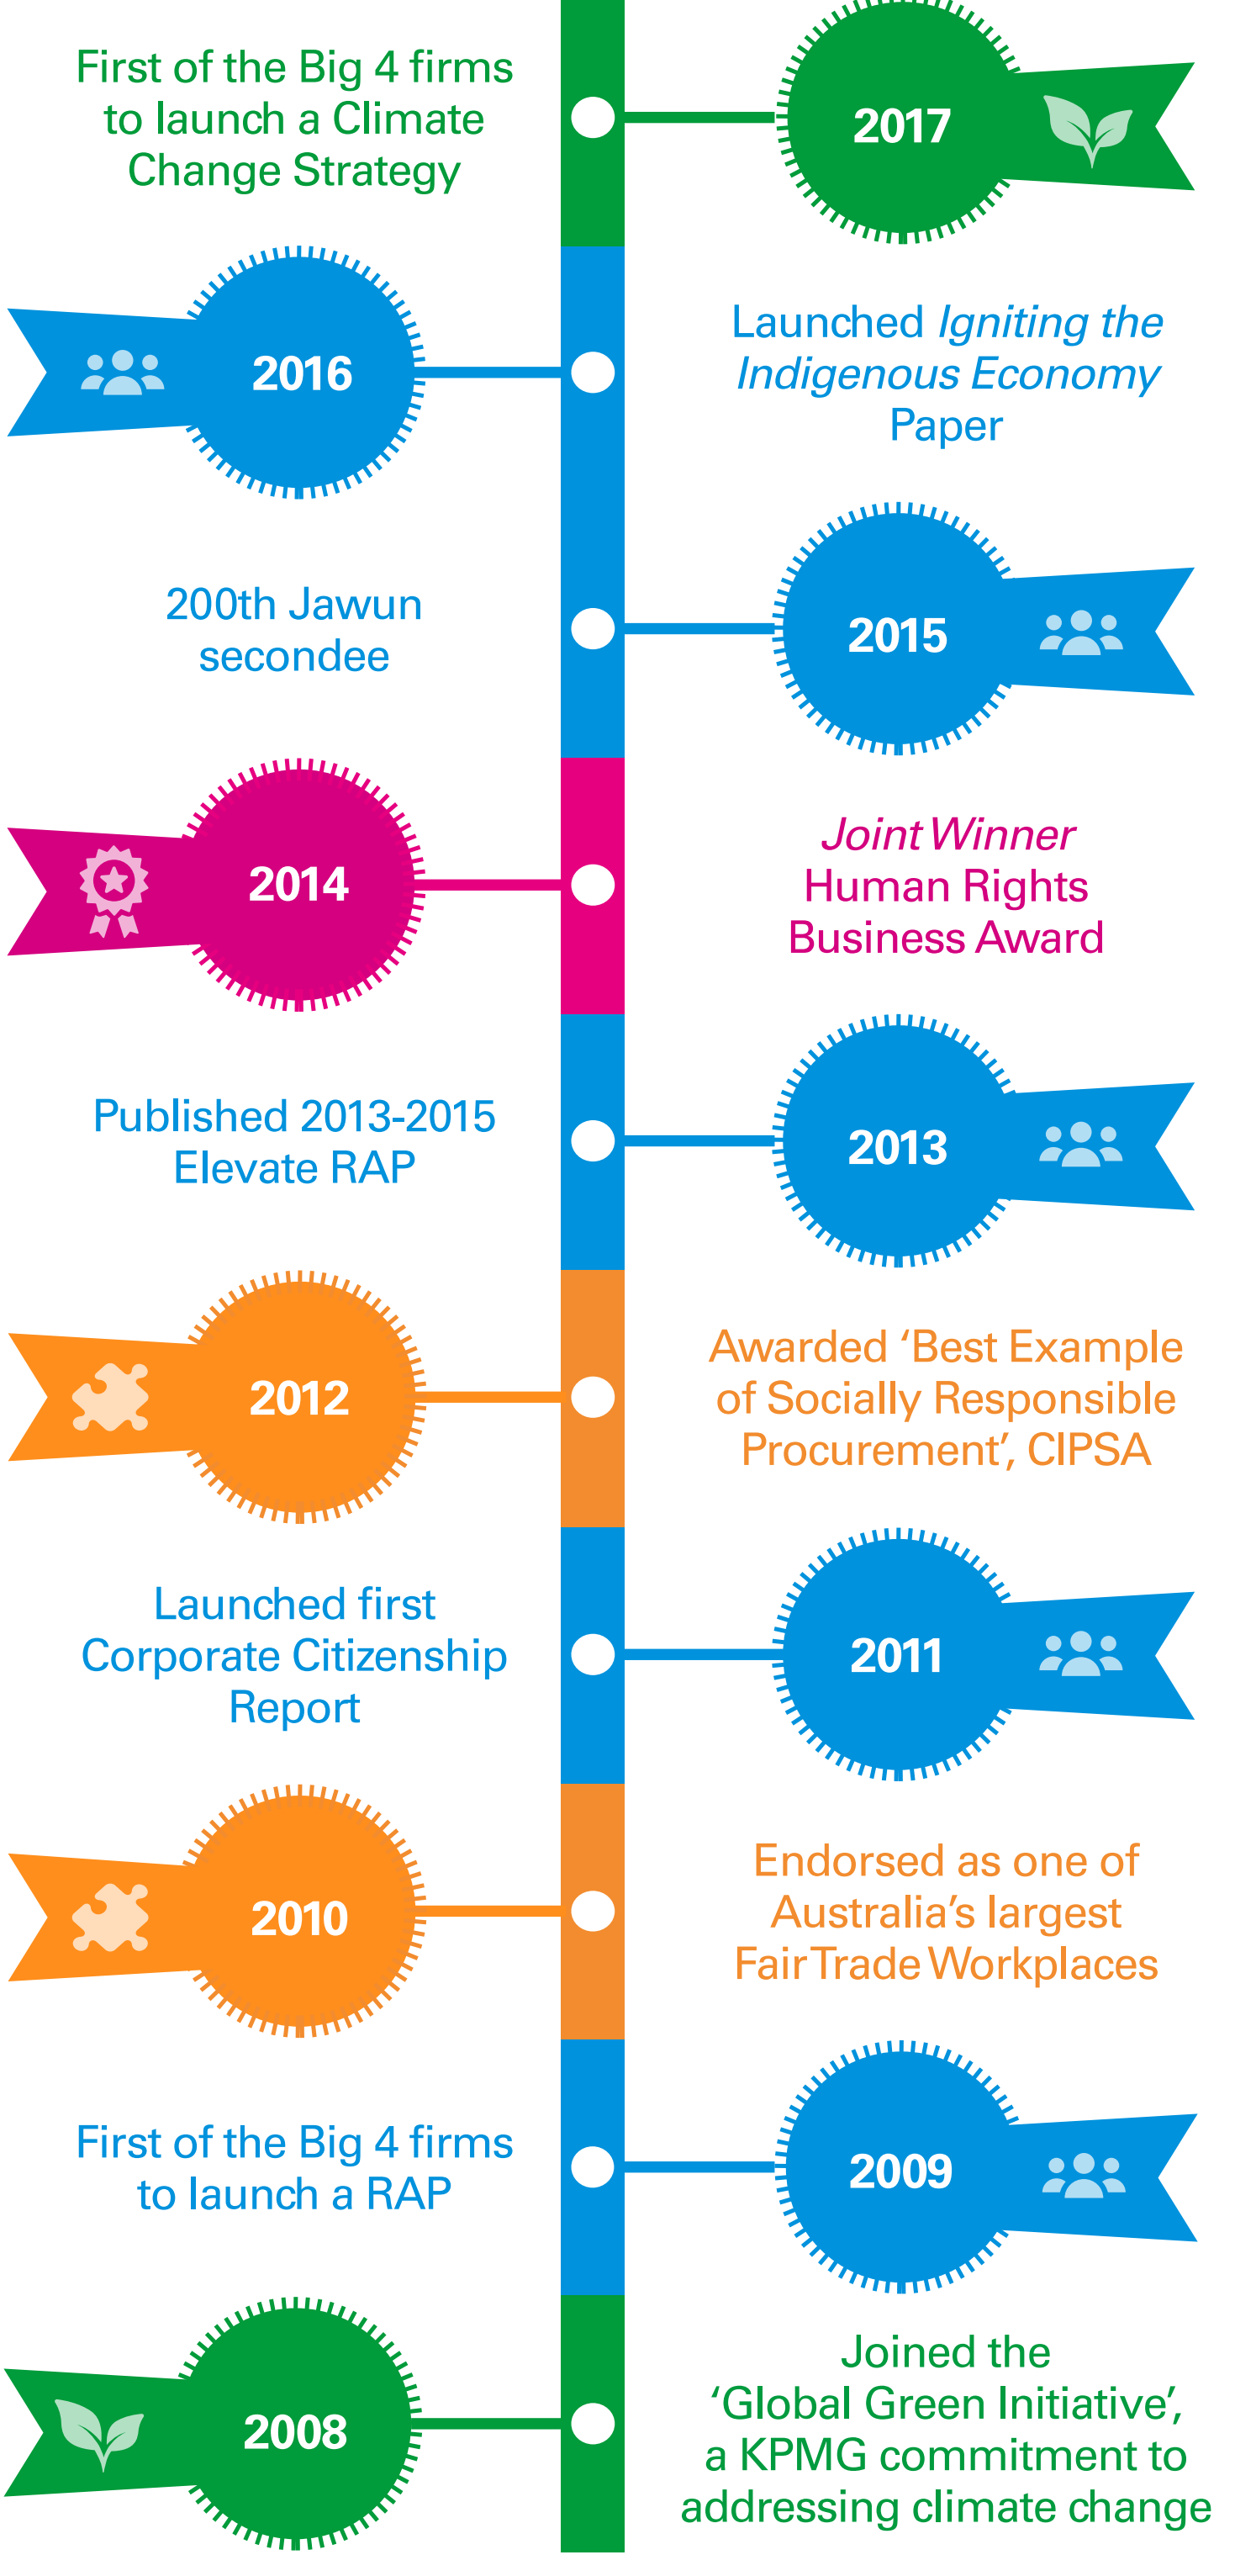 First of the Big 4 firms
to launch a Climate
Change Strategy
2017
2016
Launched Igniting the
Indigenous Economy
Paper
200th Jawun
secondee
2015
2014
Joint Winner
Human Rights
Business Award
Published 2013-2015
Elevate RAP
2013
2012
Awarded ‘Best Example
of Socially Responsible
Procurement’, CIPSA
Launched first
Corporate Citizenship
Report
2011
2010
Endorsed as one of
Australia’s largest
Fair Trade Workplaces
First of the Big 4 firms
to launch a RAP
2009
2008
Joined the
‘Global Green Initiative’,
a KPMG commitment to
addressing climate change